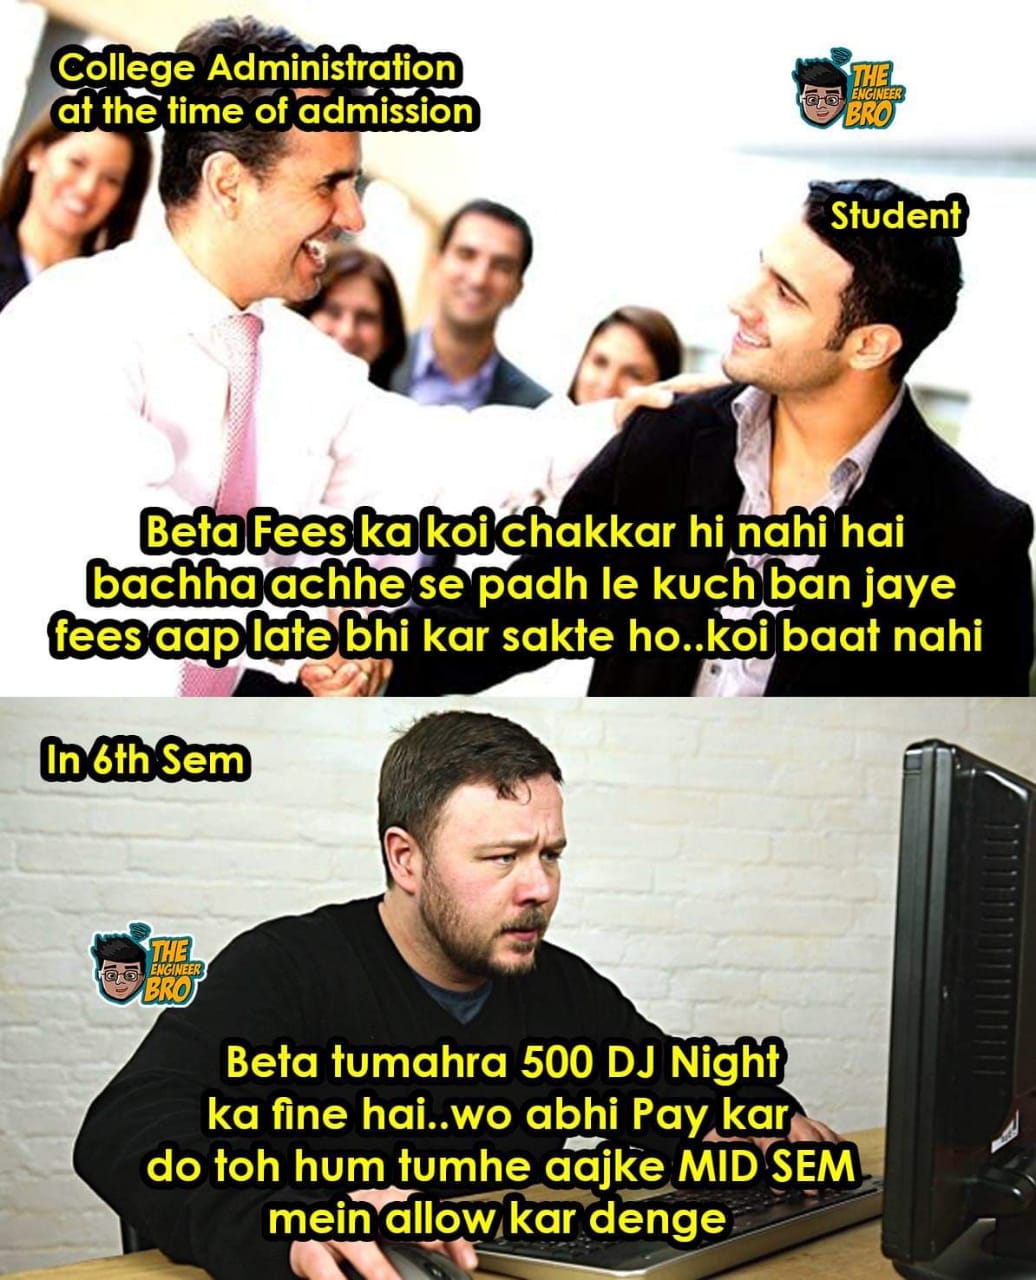 College Administration
at the time of admission
THE
ENGINEER
BRO
Student
Beta Fees ka koi chakkar hi nahi hai
bachha achhe se padh le kuch ban jaye
fees aap late bhi kar sakte ho..koi baat nahi
In 6th Sem
THE
ENGINEER
BRO
Beta tumahra 500 DJ Night
ka fine hai..wo abhi Pay kar
do toh hum tumhe aajke MID SEM
mein allow kar denge